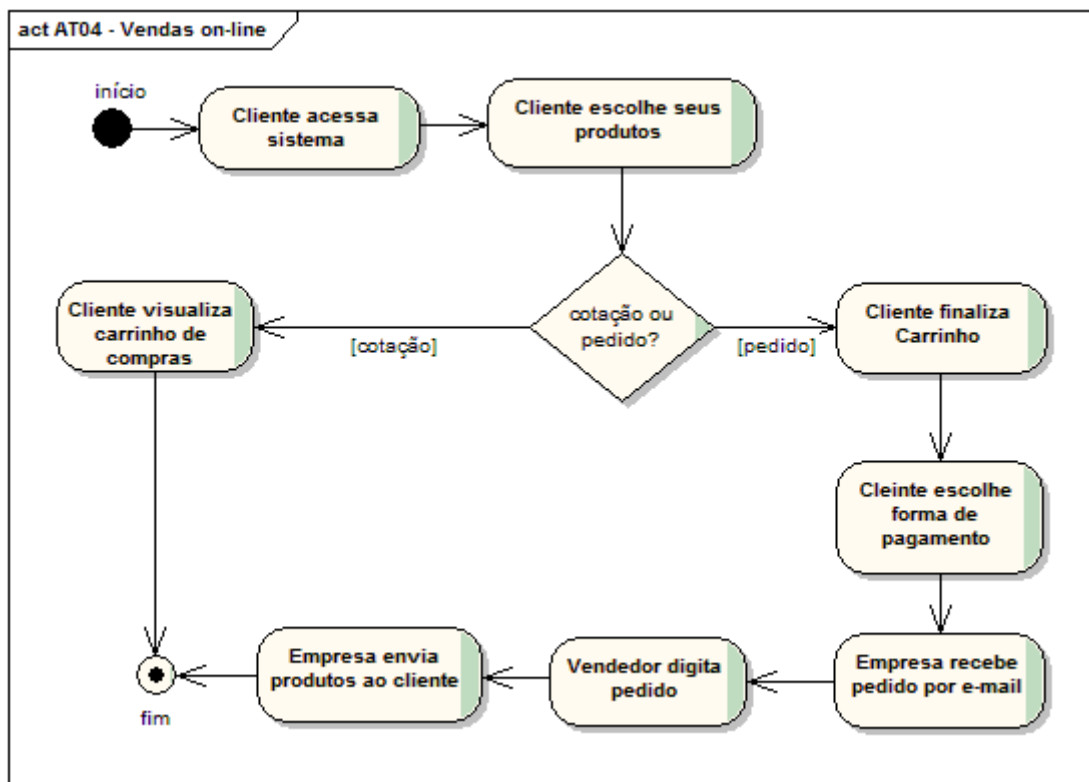 act AT04 - Vendas on-line
início
Cliente acessa
sistema
Cliente escolhe seus
produtos
cotação ou
pedido?
[cotação]
[pedido]
Cliente visualiza
carrinho de
compras
Cliente finaliza
Carrinho
Cleinte escolhe
forma de
pagamento
Empresa recebe
pedido por e-mail
Vendedor digita
pedido
Empresa envia
produtos ao cliente
fim